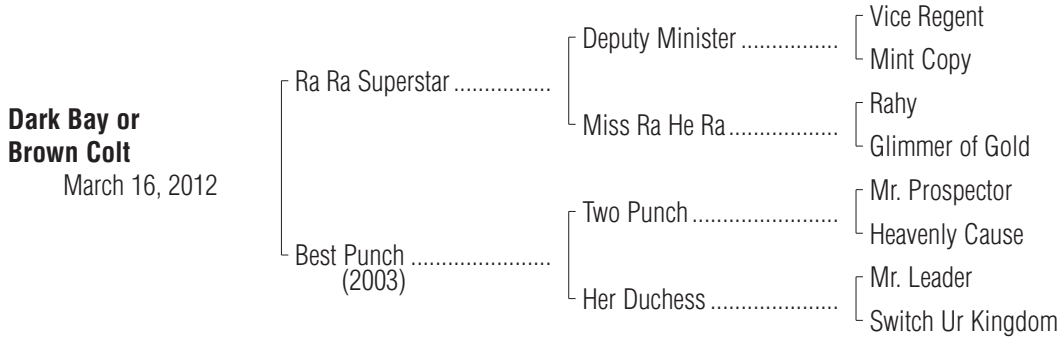 Dark Bay or
Brown Colt
March 16, 2012
Ra Ra Superstar ................
Best Punch .......................
(2003)
Deputy Minister ................
Miss Ra He Ra ..................
Two Punch ........................
Her Duchess .....................
Vice Regent
Mint Copy
Rahy
Glimmer of Gold
Mr. Prospector
Heavenly Cause
Mr. Leader
Switch Ur Kingdom